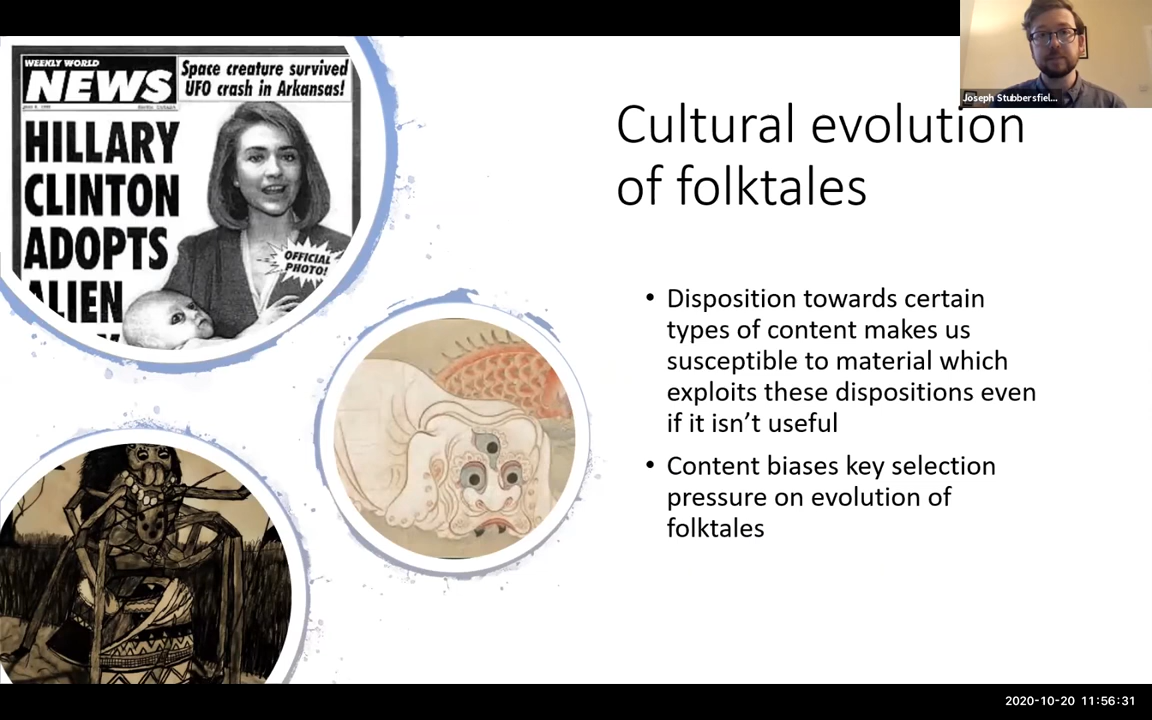 WEEKLY WORLD
NEWS
Space creature survived
UFO crash in Arkansas!
HILLARY
CLINTON
ADOPTS
ALIEN
OFFICIAL
PHOTO!
Joseph Stubbersfiel...
Cultural evolution
of folktales
• Disposition towards certain
types of content makes us
susceptible to material which
exploits these dispositions even
if it isn’t useful
• Content biases key selection
pressure on evolution of
folktales
2020-10-20 11:56:31